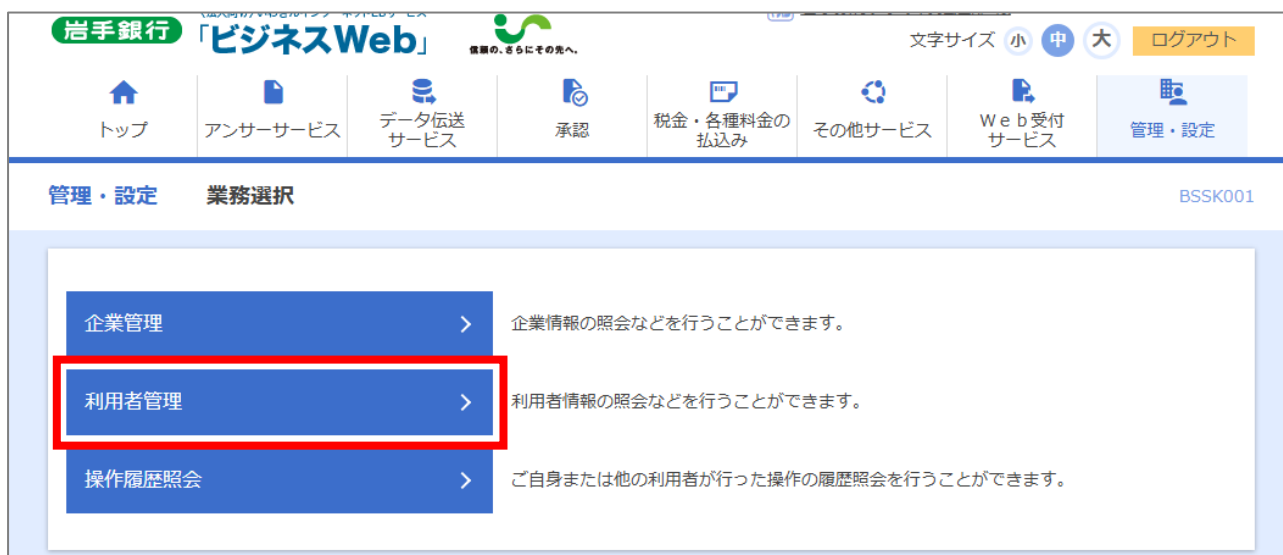 岩手銀行
「ビジネスWeb」
信頼の、さらにその先へ。
文字サイズ 小 中 大 ログアウト
トップ
アンサーサービス
データ伝送
サービス
承認
税金・各種料金の
払込み
その他サービス
Web受付
サービス
管理・設定
管理・設定 業務選択 BSSK001
企業管理 企業情報の照会などを行うことができます。
利用者管理 利用者情報の照会などを行うことができます。
操作履歴照会 ご自身または他の利用者が行った操作の履歴照会を行うことができます。